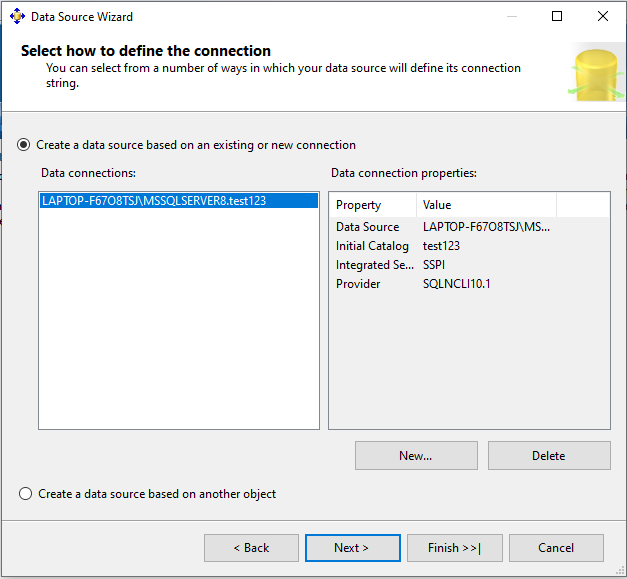 Data Source Wizard
Select how to define the connection
You can select from a number of ways in which your data source will define its connection
string.
Create a data source based on an existing or new connection
Data connections:
Data connection properties:
LAPTOP-F67O8TSJ\MSSQLSERVER8.test123
Property Value
Data Source LAPTOP-F67O8TSJ\MS...
Initial Catalog test123
Integrated Se... SSPI
Provider SQLNCLI10.1
New... Delete
Create a data source based on another object
< Back Next > Finish >>| Cancel